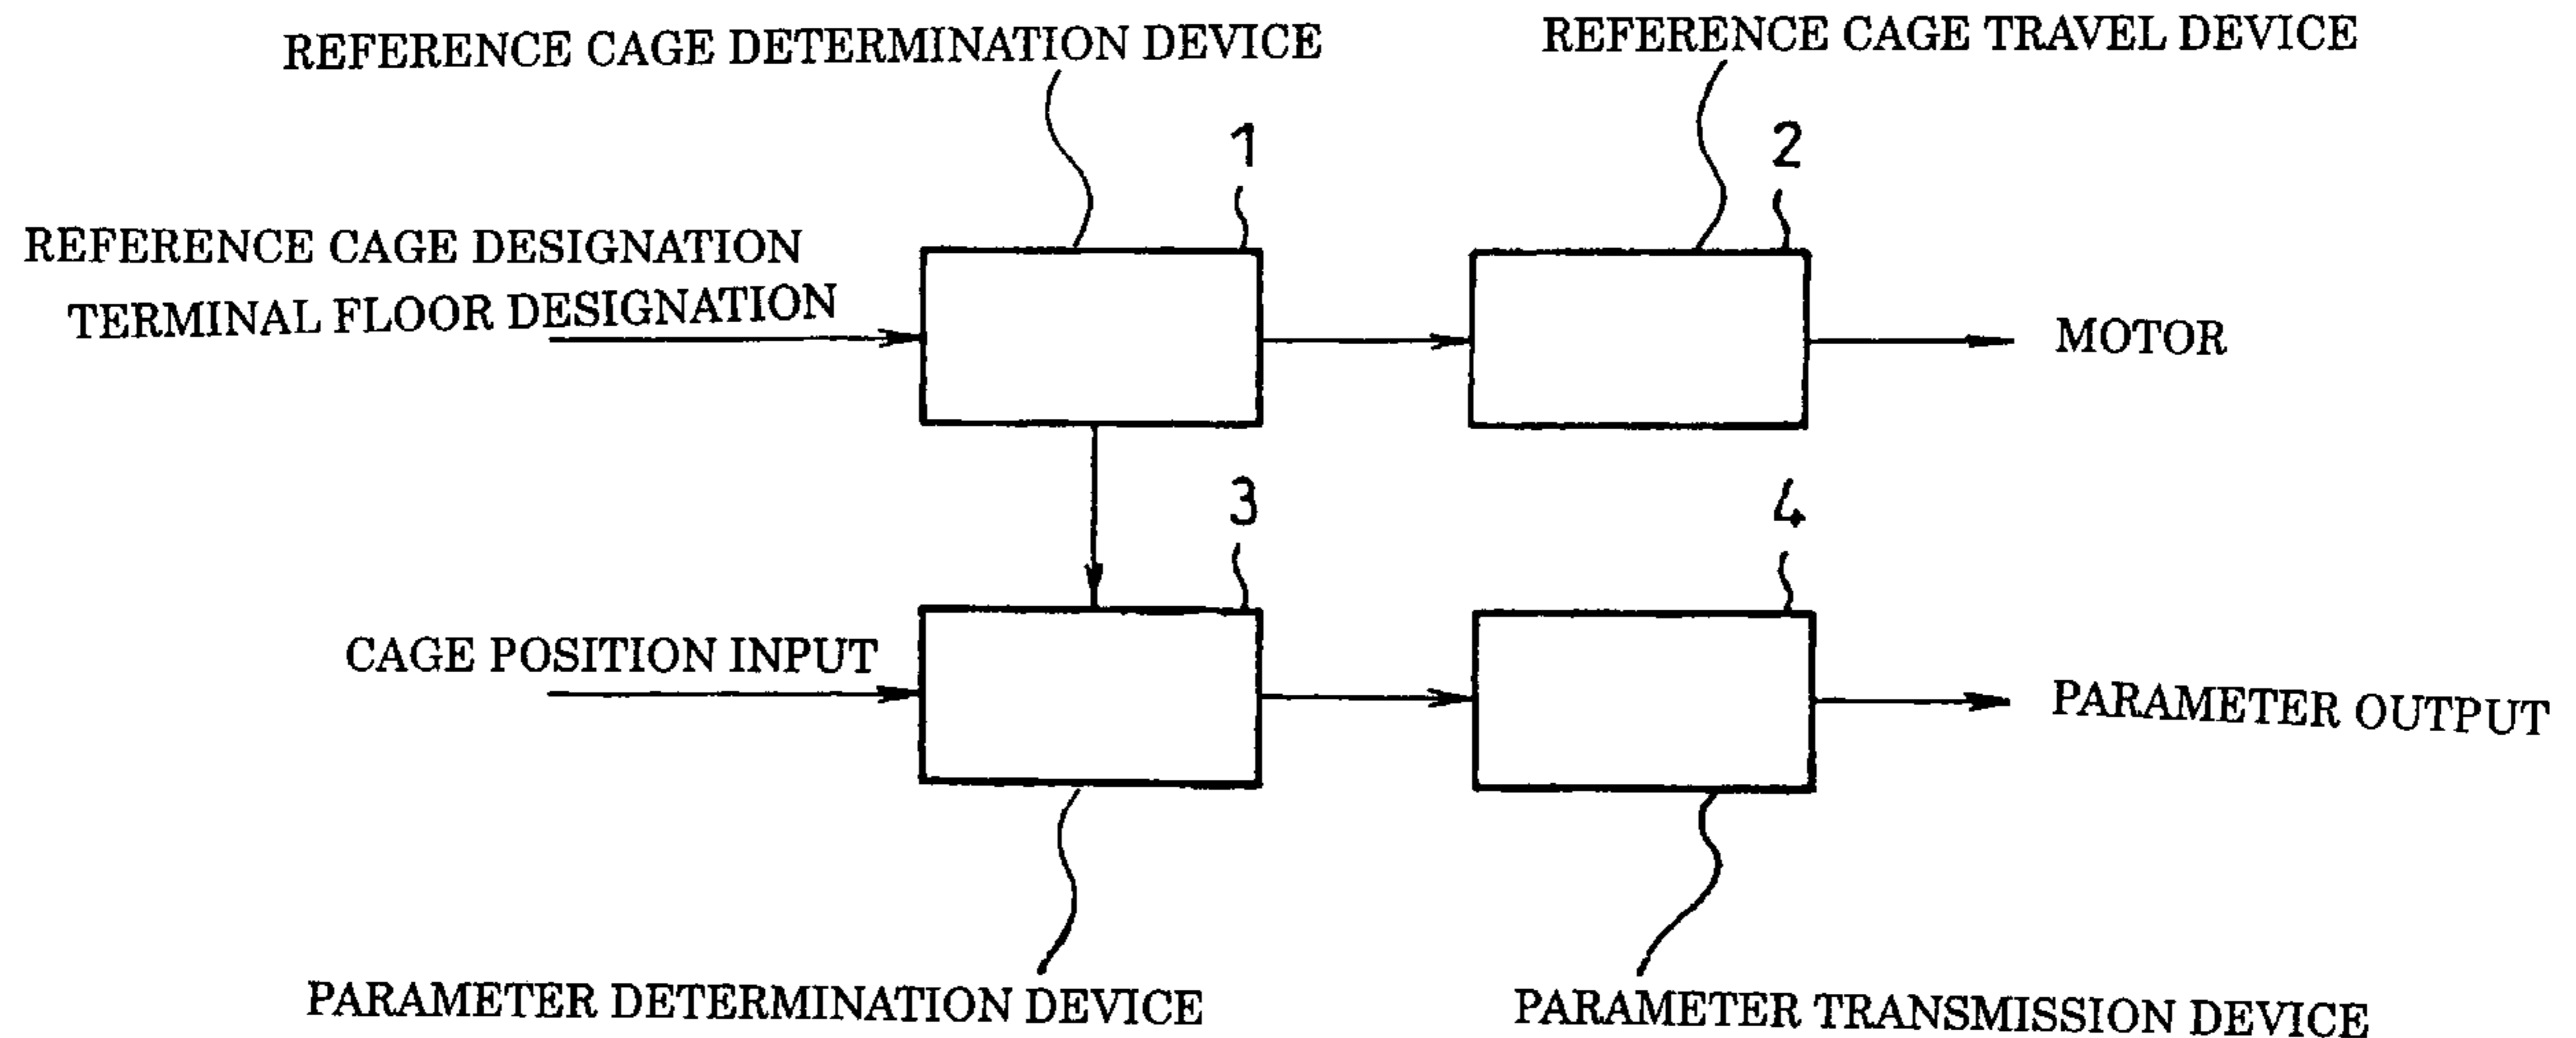 REFERENCE CAGE DETERMINATION DEVICE
REFERENCE CAGE TRAVEL DEVICE
1
2
REFERENCE CAGE DESIGNATION
TERMINAL FLOOR DESIGNATION
MOTOR
3
4
CAGE POSITION INPUT
PARAMETER OUTPUT
PARAMETER DETERMINATION DEVICE
PARAMETER TRANSMISSION DEVICE